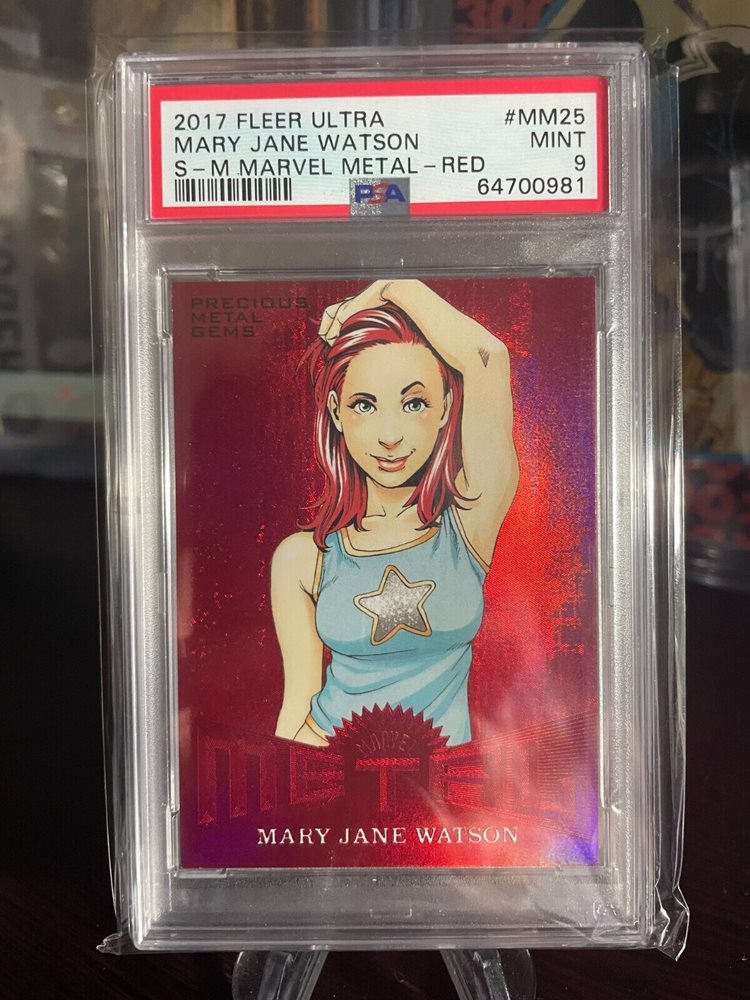 2017 FLEER ULTRA #MM25
MARY JANE WATSON MINT
S-M MARVEL METAL-RED 9
PSA 64700981
PRECIOUS
METAL
GEMS
MARVEL
METAL
MARY JANE WATSON